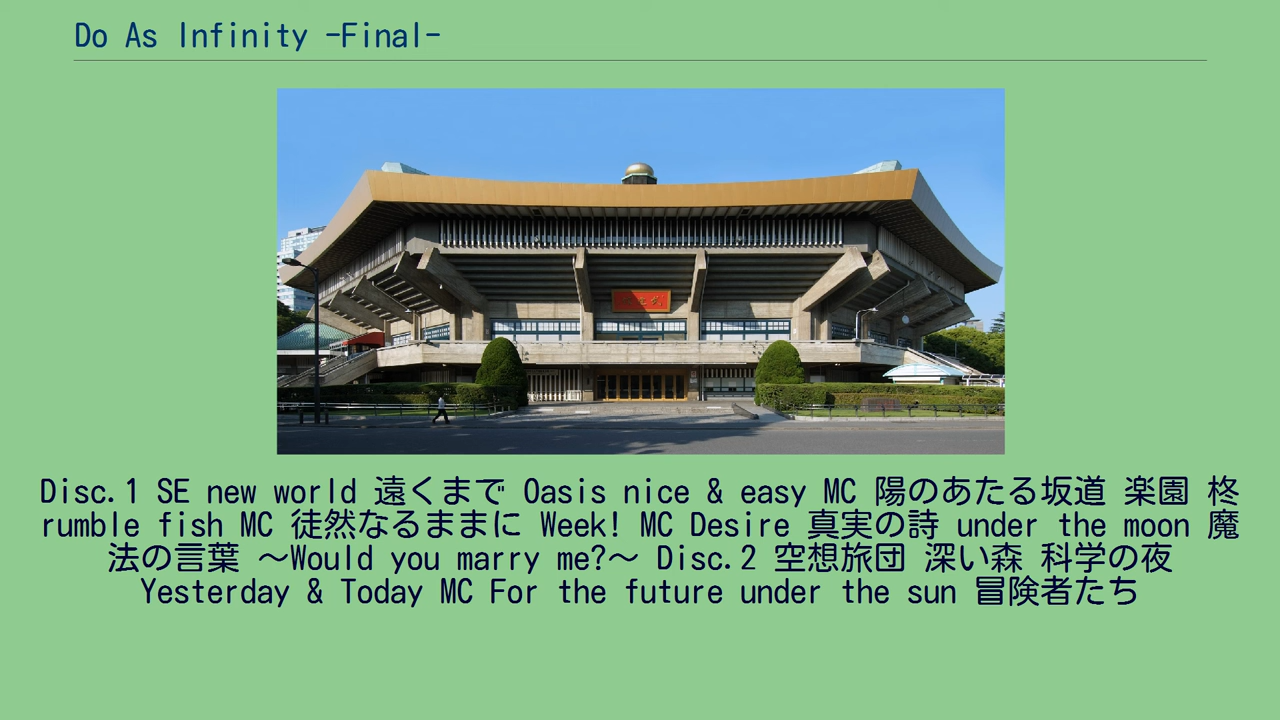 Do As Infinity -Final-
Disc.1 SE new world 遠くまで Oasis nice & easy MC 陽のあたる坂道 楽園 柊
rumble fish MC 徒然なるままに Week! MC Desire 真実の詩 under the moon 魔
法の言葉 ～Would you marry me?～ Disc.2 空想旅団 深い森 科学の夜
Yesterday & Today MC For the future under the sun 冒険者たち